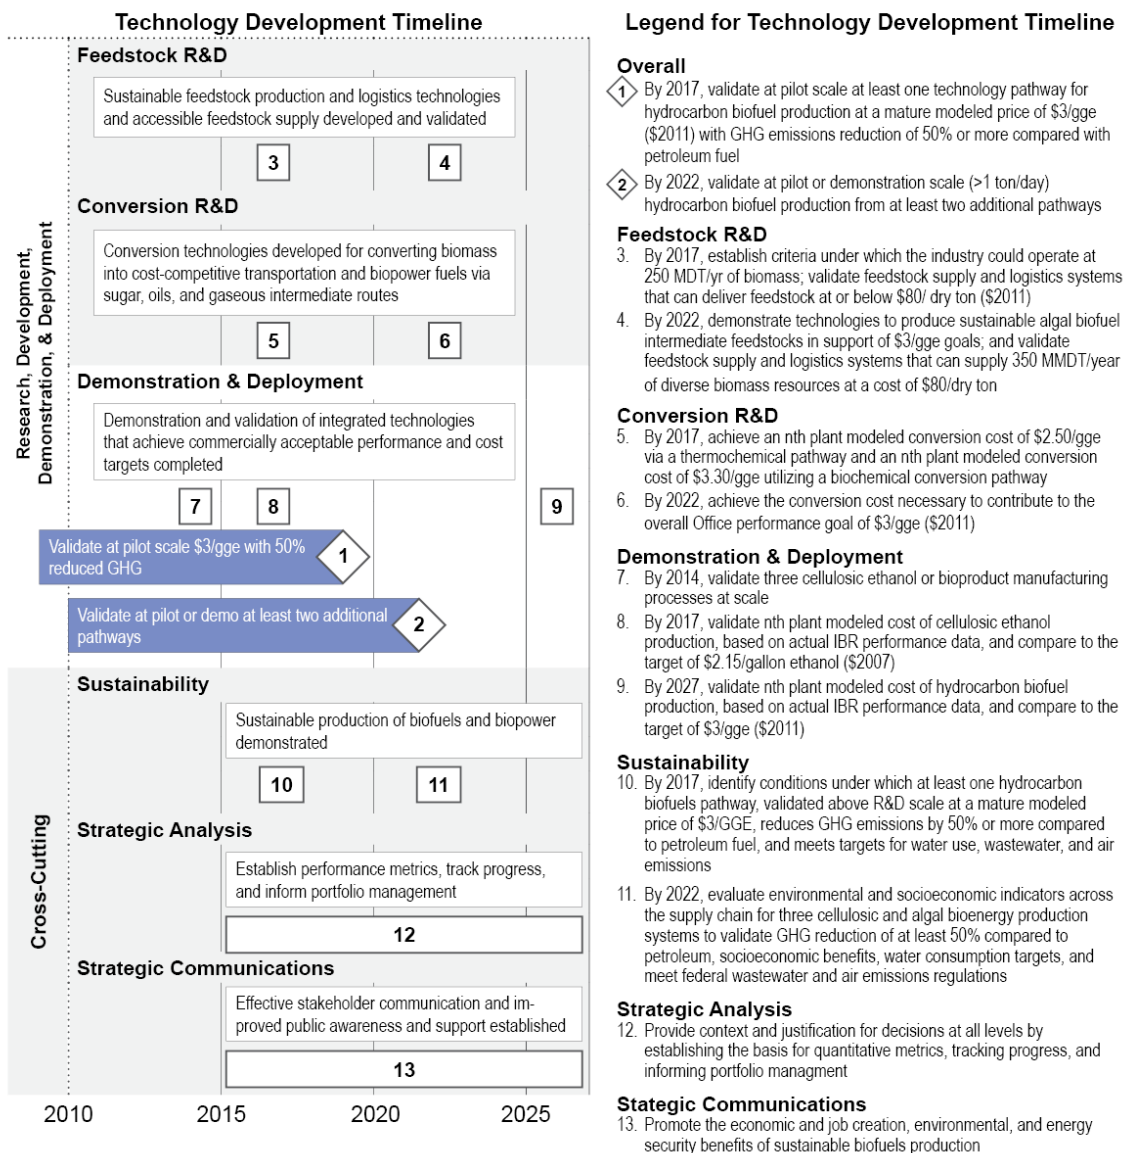 Technology Development Timeline
Research, Development,
Demonstration, & Deployment
Feedstock R&D
Sustainable feedstock production and logistics technologies
and accessible feedstock supply developed and validated
3
4
Conversion R&D
Conversion technologies developed for converting biomass
into cost-competitive transportation and biopower fuels via
sugar, oils, and gaseous intermediate routes
5
6
Demonstration & Deployment
Demonstration and validation of integrated technologies
that achieve commercially acceptable performance and cost
targets completed
7
8
9
Validate at pilot scale $3/gge with 50%
reduced GHG
1
Validate at pilot or demo at least two additional
pathways
2
Cross-Cutting
Sustainability
Sustainable production of biofuels and biopower
demonstrated
10
11
Strategic Analysis
Establish performance metrics, track progress,
and inform portfolio management
12
Strategic Communications
Effective stakeholder communication and im-
proved public awareness and support established
13
2010
2015
2020
2025
Legend for Technology Development Timeline
Overall
1 By 2017, validate at pilot scale at least one technology pathway for
hydrocarbon biofuel production at a mature modeled price of $3/gge
($2011) with GHG emissions reduction of 50% or more compared with
petroleum fuel
2 By 2022, validate at pilot or demonstration scale (>1 ton/day)
hydrocarbon biofuel production from at least two additional pathways
Feedstock R&D
3. By 2017, establish criteria under which the industry could operate at
250 MDT/yr of biomass; validate feedstock supply and logistics systems
that can deliver feedstock at or below $80/ dry ton ($2011)
4. By 2022, demonstrate technologies to produce sustainable algal biofuel
intermediate feedstocks in support of $3/gge goals; and validate
feedstock supply and logistics systems that can supply 350 MMDT/year
of diverse biomass resources at a cost of $80/dry ton
Conversion R&D
5. By 2017, achieve an nth plant modeled conversion cost of $2.50/gge
via a thermochemical pathway and an nth plant modeled conversion
cost of $3.30/gge utilizing a biochemical conversion pathway
6. By 2022, achieve the conversion cost necessary to contribute to the
overall Office performance goal of $3/gge ($2011)
Demonstration & Deployment
7. By 2014, validate three cellulosic ethanol or bioproduct manufacturing
processes at scale
8. By 2017, validate nth plant modeled cost of cellulosic ethanol
production, based on actual IBR performance data, and compare to the
target of $2.15/gallon ethanol ($2007)
9. By 2027, validate nth plant modeled cost of hydrocarbon biofuel
production, based on actual IBR performance data, and compare to the
target of $3/gge ($2011)
Sustainability
10. By 2017, identify conditions under which at least one hydrocarbon
biofuels pathway, validated above R&D scale at a mature modeled
price of $3/GGE, reduces GHG emissions by 50% or more compared
to petroleum fuel, and meets targets for water use, wastewater, and air
emissions
11. By 2022, evaluate environmental and socioeconomic indicators across
the supply chain for three cellulosic and algal bioenergy production
systems to validate GHG reduction of at least 50% compared to
petroleum, socioeconomic benefits, water consumption targets, and
meet federal wastewater and air emissions regulations
Strategic Analysis
12. Provide context and justification for decisions at all levels by
establishing the basis for quantitative metrics, tracking progress, and
informing portfolio managment
Stategic Communications
13. Promote the economic and job creation, environmental, and energy
security benefits of sustainable biofuels production